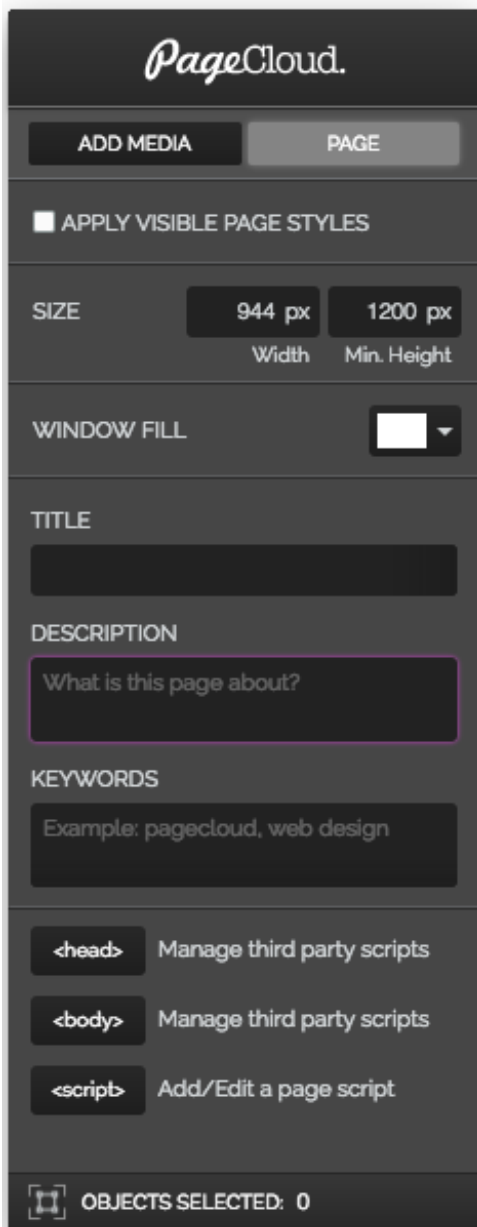 PageCloud.
ADD MEDIA PAGE
APPLY VISIBLE PAGE STYLES
SIZE 944 px 1200 px
Width Min. Height
WINDOW FILL
TITLE
DESCRIPTION
What is this page about?
KEYWORDS
Example: pagecloud, web design
<head> Manage third party scripts
<body> Manage third party scripts
<script> Add/Edit a page script
OBJECTS SELECTED: 0